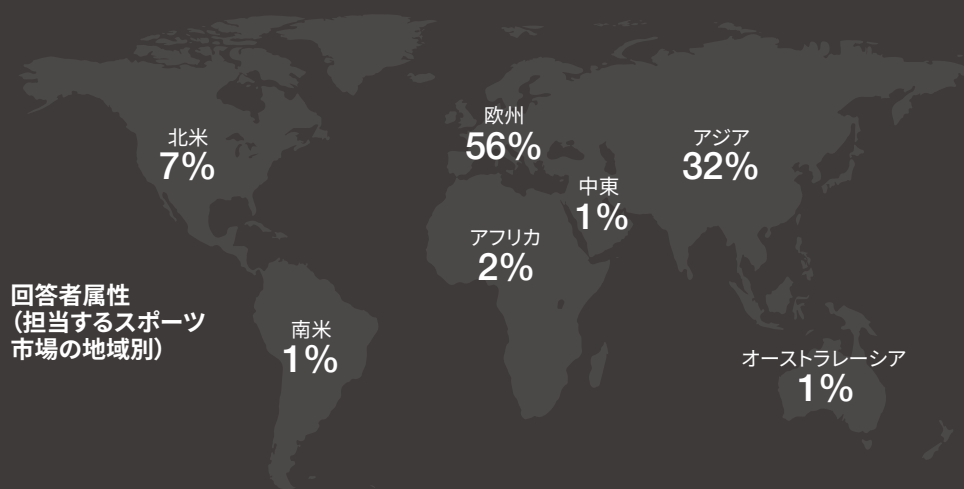 欧州
56%
北米
7%
アジア
32%
中東
1%
アフリカ
2%
回答者属性
（担当するスポーツ
市場の地域別）
南米
1%
オーストラレーシア
1%